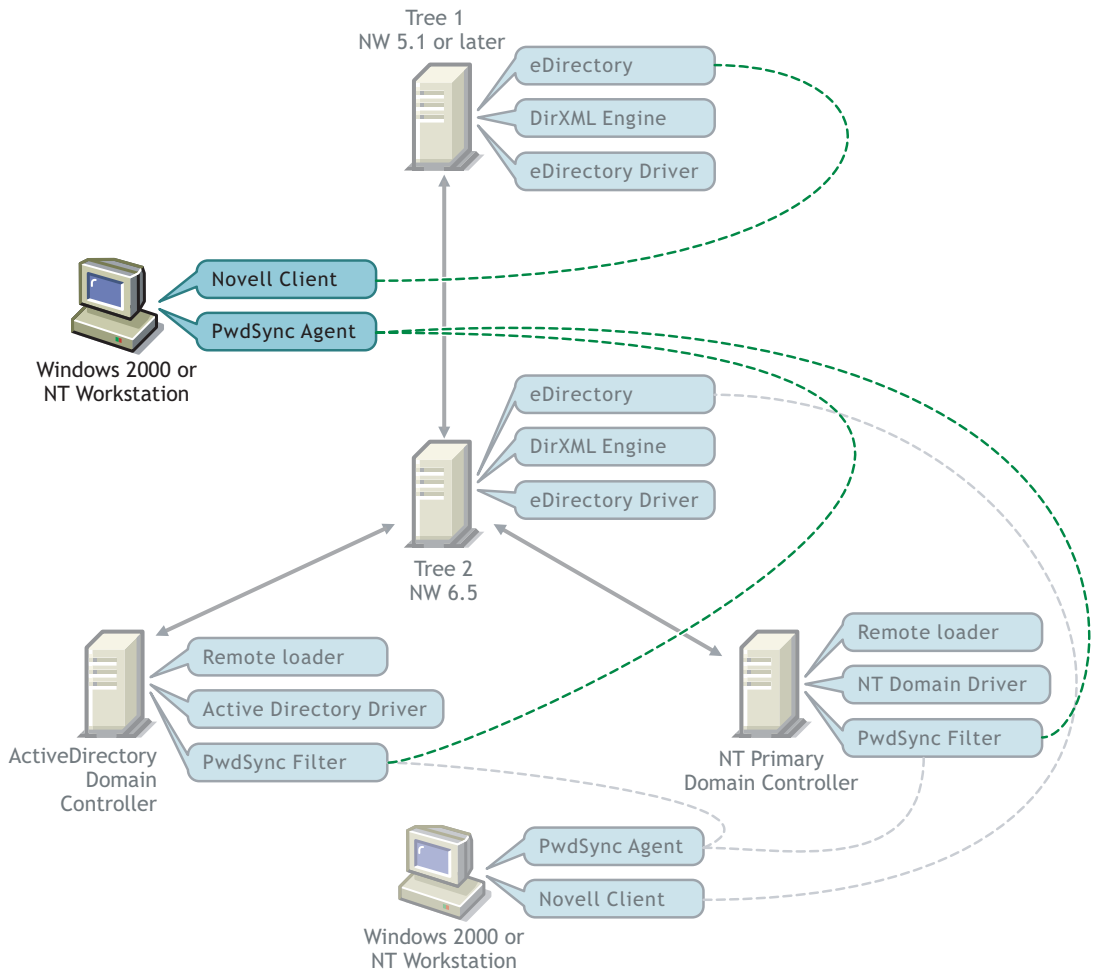 Tree 1
NW 5.1 or later
eDirectory
DirXML Engine
eDirectory Driver
Novell Client
PwdSync Agent
Windows 2000 or
NT Workstation
eDirectory
DirXML Engine
eDirectory Driver
Tree 2
NW 6.5
Remote loader
Active Directory Driver
PwdSync Filter
ActiveDirectory
Domain
Controller
Remote loader
NT Domain Driver
PwdSync Filter
NT Primary
Domain Controller
PwdSync Agent
Novell Client
Windows 2000 or
NT Workstation